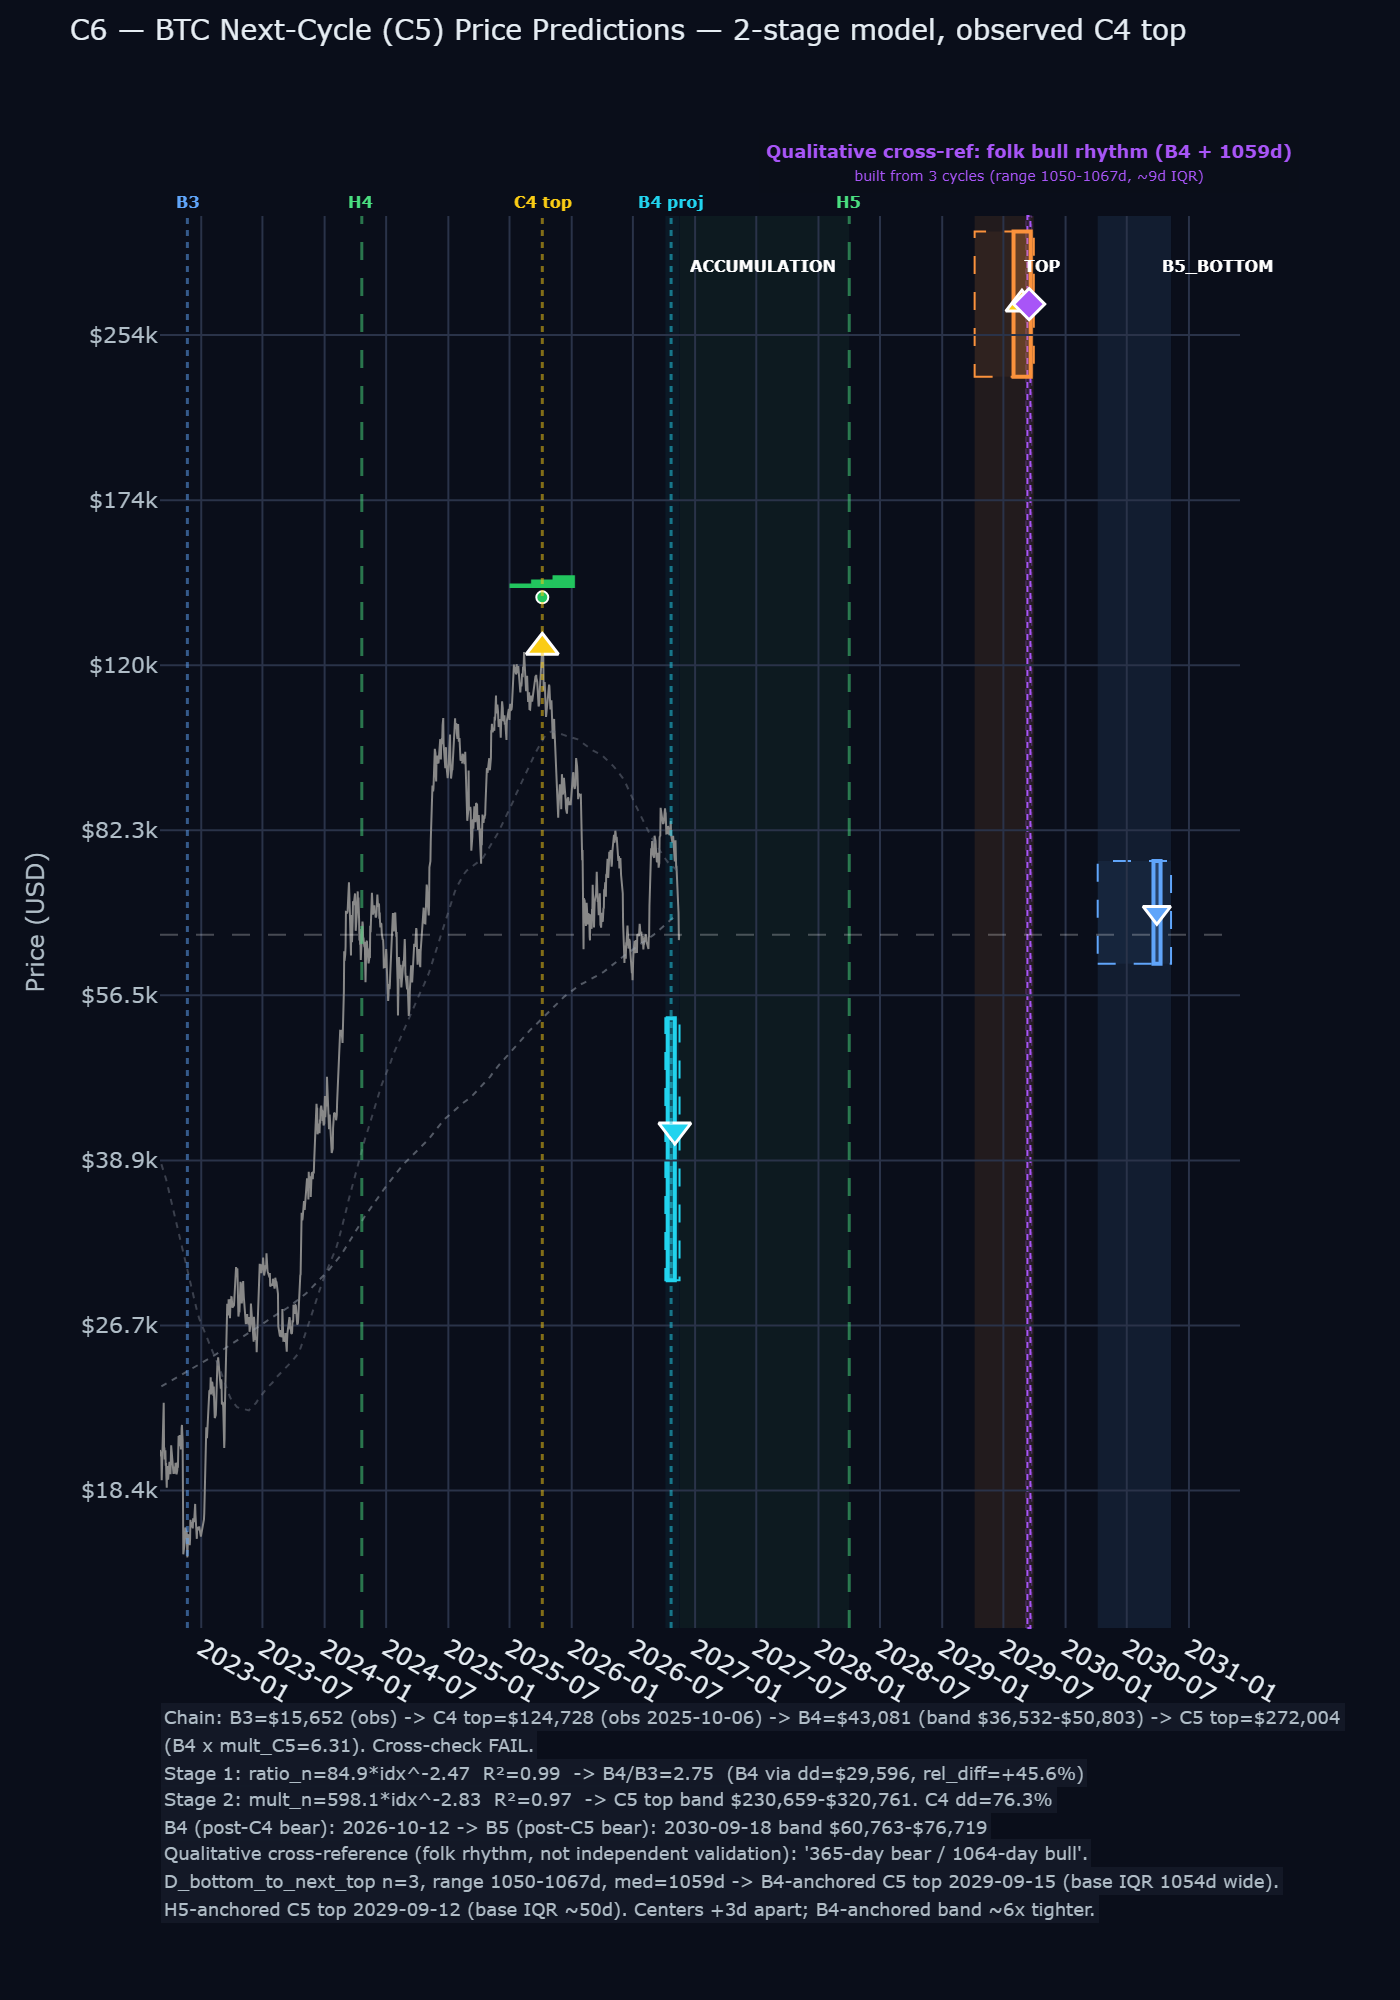 C6 — BTC Next-Cycle (C5) Price Predictions — 2-stage model, observed C4 top
Qualitative cross-ref: folk bull rhythm (B4 + 1059d)
built from 3 cycles (range 1050-1067d, ~9d IQR)
B3
H4
C4 top
B4 proj
H5
ACCUMULATION
TOP
B5_BOTTOM
$254k
$174k
$120k
$82.3k
$56.5k
$38.9k
$26.7k
$18.4k
Price (USD)
2023-01
2023-07
2024-01
2024-07
2025-01
2025-07
2026-01
2026-07
2027-01
2027-07
2028-01
2028-07
2029-01
2029-07
2030-01
2030-07
2031-01
Chain: B3=$15,652 (obs) -> C4 top=$124,728 (obs 2025-10-06) -> B4=$43,081 (band $36,532-$50,803) -> C5 top=$272,004
(B4 x mult_C5=6.31). Cross-check FAIL.
Stage 1: ratio_n=84.9*idx^-2.47  R²=0.99  -> B4/B3=2.75  (B4 via dd=$29,596, rel_diff=+45.6%)
Stage 2: mult_n=598.1*idx^-2.83  R²=0.97  -> C5 top band $230,659-$320,761. C4 dd=76.3%
B4 (post-C4 bear): 2026-10-12 -> B5 (post-C5 bear): 2030-09-18 band $60,763-$76,719
Qualitative cross-reference (folk rhythm, not independent validation): '365-day bear / 1064-day bull'.
D_bottom_to_next_top n=3, range 1050-1067d, med=1059d -> B4-anchored C5 top 2029-09-15 (base IQR 1054d wide).
H5-anchored C5 top 2029-09-12 (base IQR ~50d). Centers +3d apart; B4-anchored band ~6x tighter.